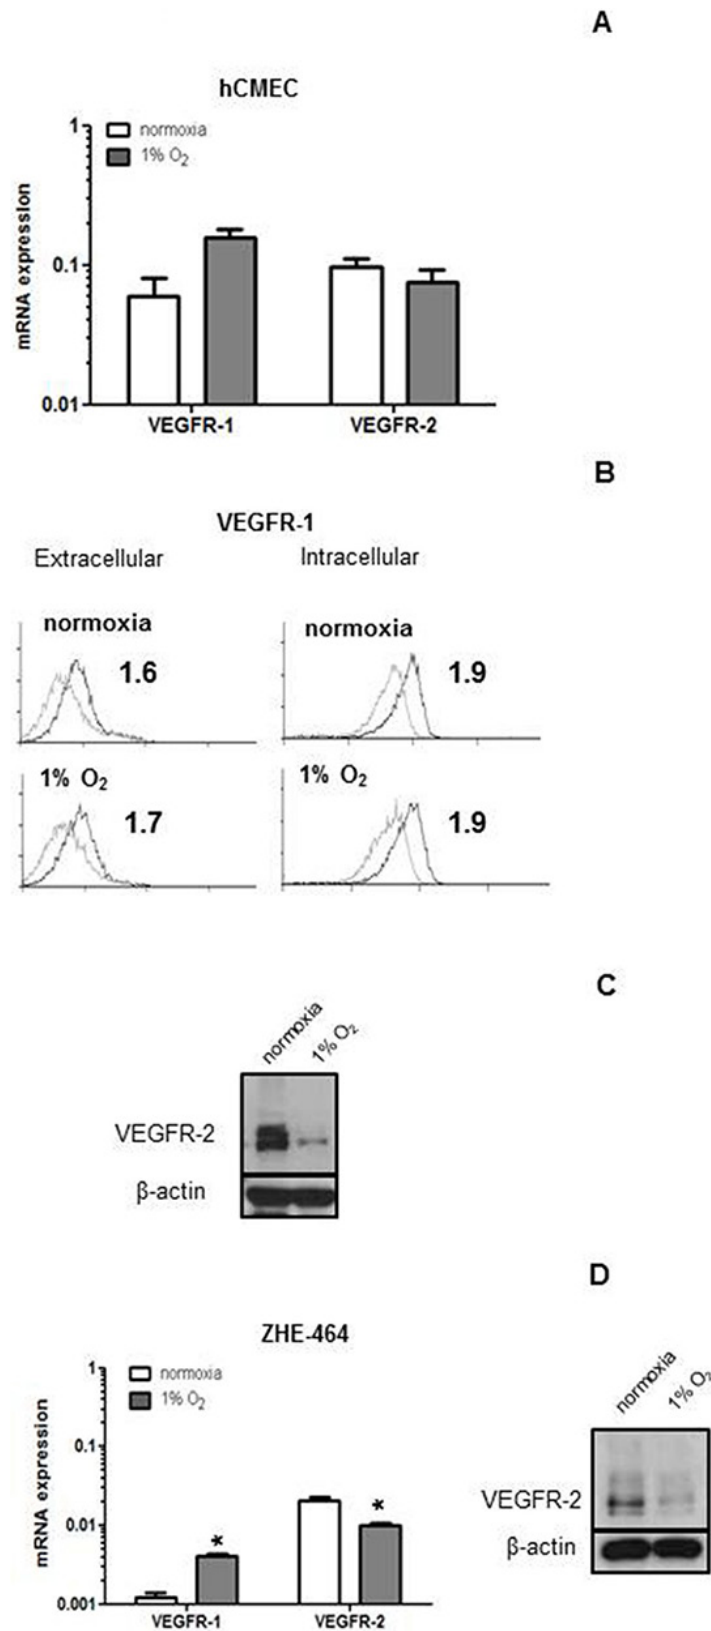 A
hCMEC
normoxia
1% O2
mRNA expression
1
0.1
0.01
VEGFR-1 VEGFR-2
B
VEGFR-1
Extracellular Intracellular
normoxia normoxia
1.6 1.9
1% O2 1% O2
1.7 1.9
C
normoxia 1% O2
VEGFR-2
β-actin
D
ZHE-464
normoxia
1% O2
mRNA expression
1
0.1
0.01
0.001
* *
VEGFR-1 VEGFR-2
normoxia 1% O2
VEGFR-2
β-actin